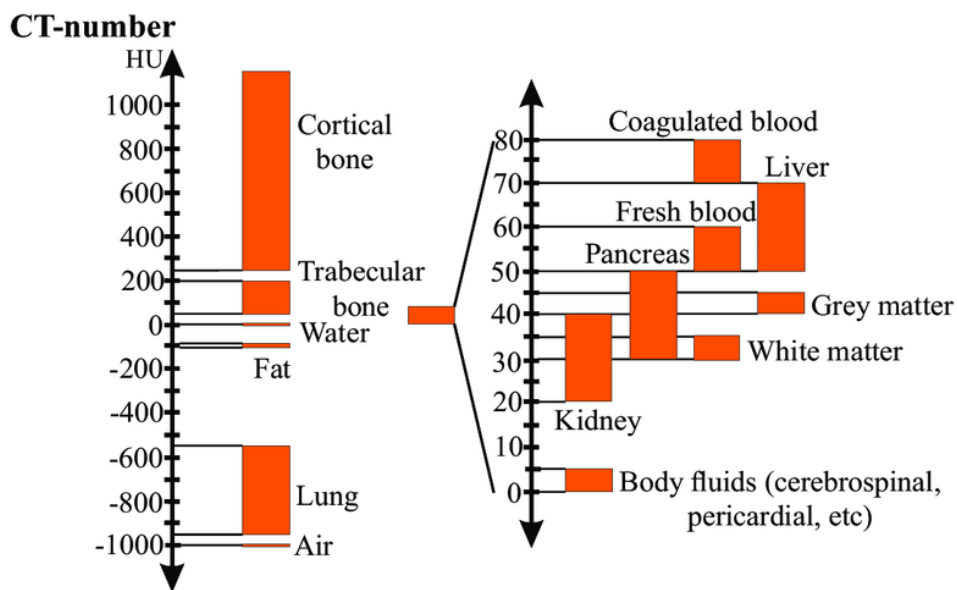 CT-number
HU
1000
800
600
400
200
0
-200
-400
-600
-800
-1000
Cortical
bone
Trabecular
bone
Water
Fat
Lung
Air
80
70
60
50
40
30
20
10
0
Coagulated blood
Liver
Fresh blood
Pancreas
Grey matter
White matter
Kidney
Body fluids (cerebrospinal,
pericardial, etc)